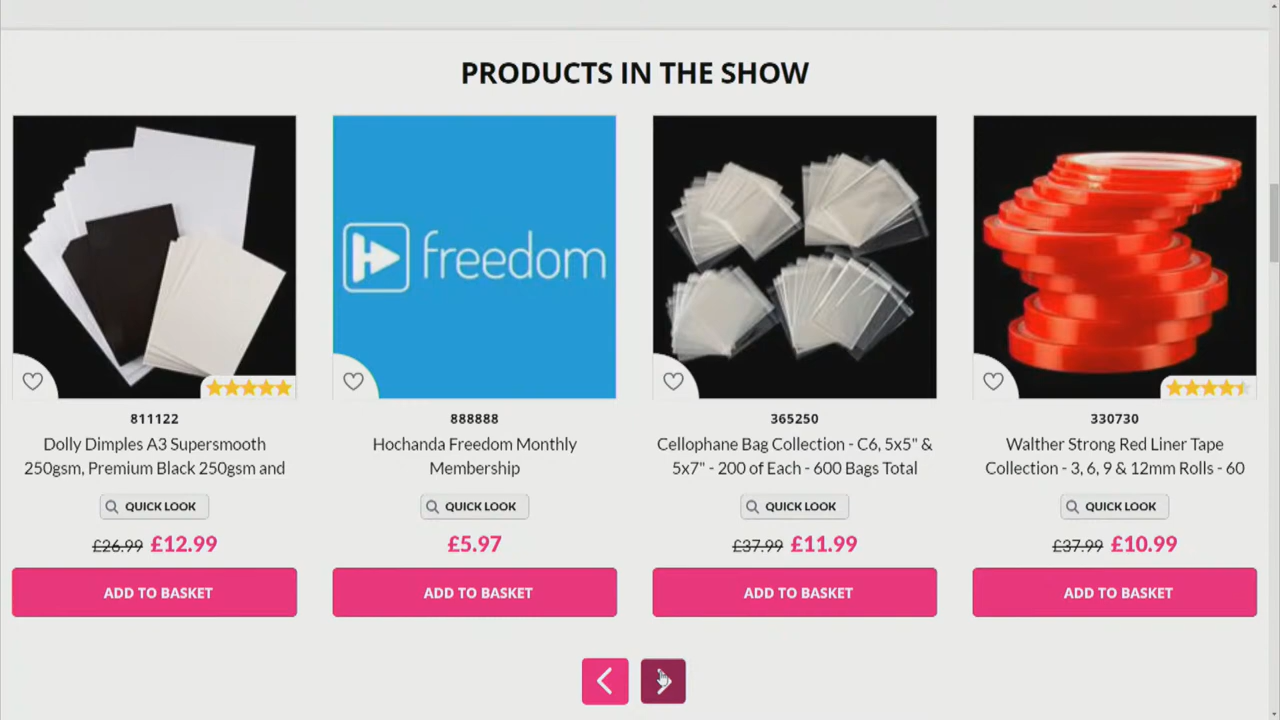 PRODUCTS IN THE SHOW
freedom
811122
Dolly Dimples A3 Supersmooth
250gsm, Premium Black 250gsm and
QUICK LOOK
£26.99 £12.99
ADD TO BASKET
888888
Hochanda Freedom Monthly
Membership
QUICK LOOK
£5.97
ADD TO BASKET
365250
Cellophane Bag Collection - C6, 5x5" &
5x7" - 200 of Each - 600 Bags Total
QUICK LOOK
£37.99 £11.99
ADD TO BASKET
330730
Walther Strong Red Liner Tape
Collection - 3, 6, 9 & 12mm Rolls - 60
QUICK LOOK
£37.99 £10.99
ADD TO BASKET